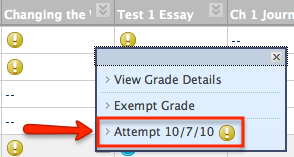 Changing the
Test 1 Essay
Ch 1 Journ
--
View Grade Details
--
Exempt Grade
--
Attempt 10/7/10